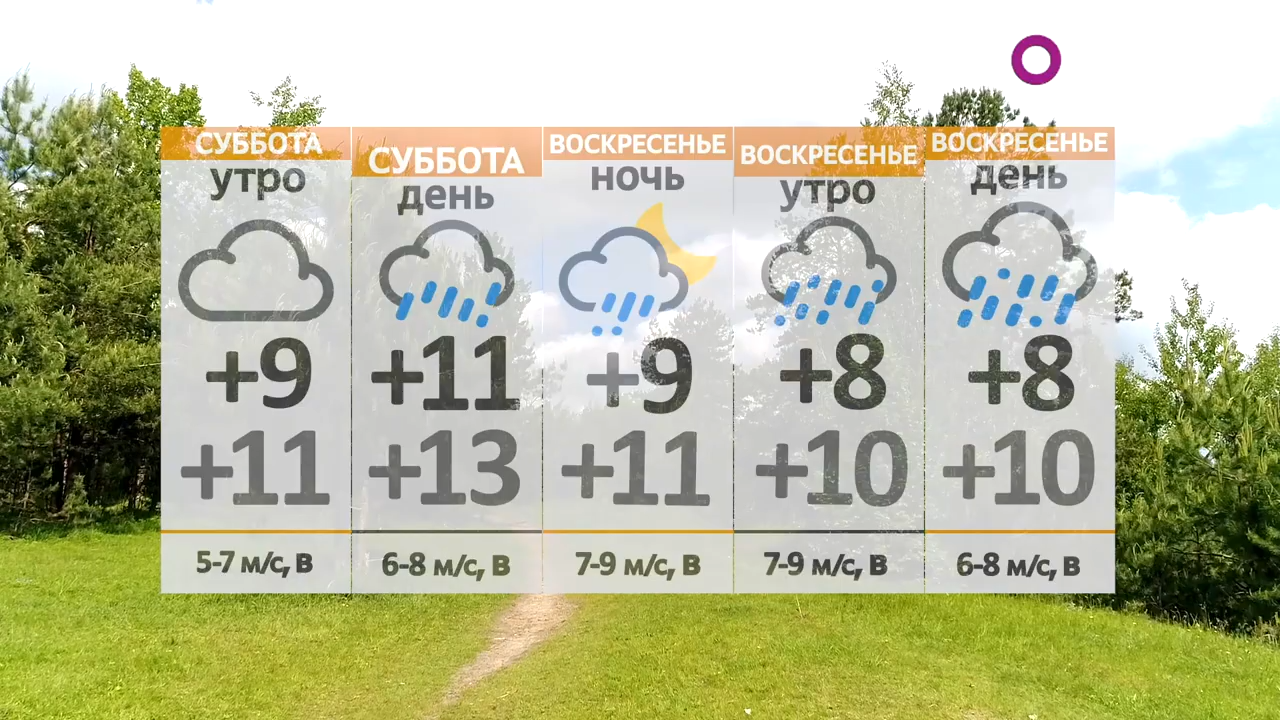 СУББОТА
утро
+9
+11
5-7 м/с, В
СУББОТА
день
+11
+13
6-8 м/с, В
ВОСКРЕСЕНЬЕ
ночь
+9
+11
7-9 м/с, В
ВОСКРЕСЕНЬЕ
утро
+8
+10
7-9 м/с, В
ВОСКРЕСЕНЬЕ
день
+8
+10
6-8 м/с, В